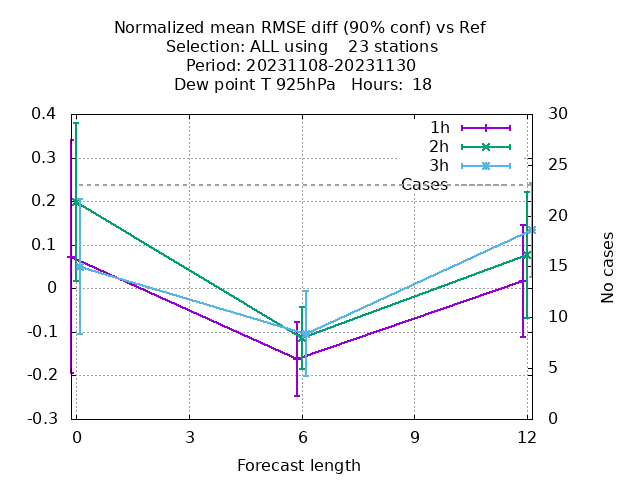 Normalized mean RMSE diff (90% conf) vs Ref
Selection: ALL using    23 stations
Period: 20231108-20231130
Dew point T 925hPa   Hours:  18
0.4
0.3
0.2
0.1
0
-0.1
-0.2
-0.3
30
25
20
15
10
5
0
1h
2h
3h
Cases
No cases
0
3
6
9
12
Forecast length